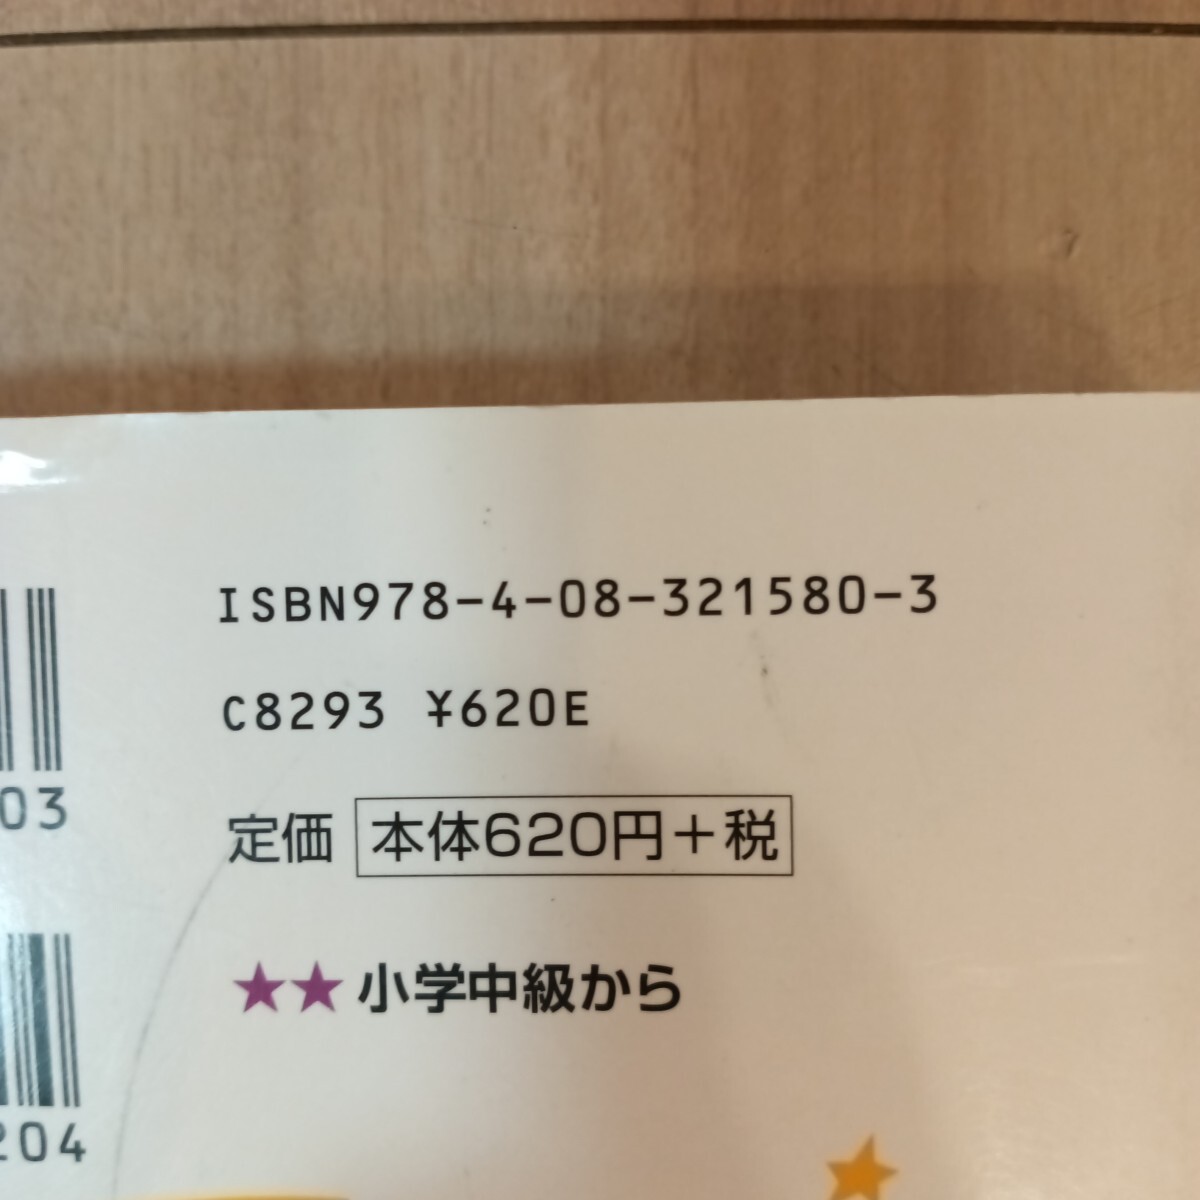 ISBN978-4-08-321580-3
C8293 ¥620E
03
定価 本体620円+税
★★小学中級から
204